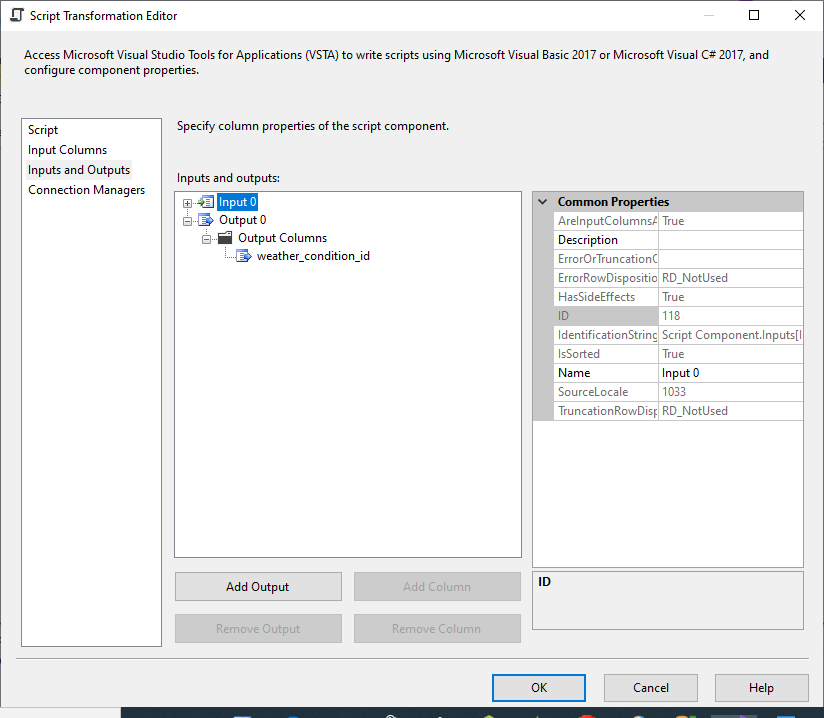 Script Transformation Editor
Access Microsoft Visual Studio Tools for Applications (VSTA) to write scripts using Microsoft Visual Basic 2017 or Microsoft Visual C# 2017, and
configure component properties.
Script
Input Columns
Inputs and Outputs
Connection Managers
Specify column properties of the script component.
Inputs and outputs:
Input 0
Output 0
Output Columns
weather_condition_id
Common Properties
AreInputColumnsA True
Description
ErrorOrTruncationO
ErrorRowDispositio RD_NotUsed
HasSideEffects True
ID 118
IdentificationString Script Component.Inputs[I
IsSorted True
Name Input 0
SourceLocale 1033
TruncationRowDisp RD_NotUsed
Add Output Add Column
Remove Output Remove Column
ID
OK Cancel Help